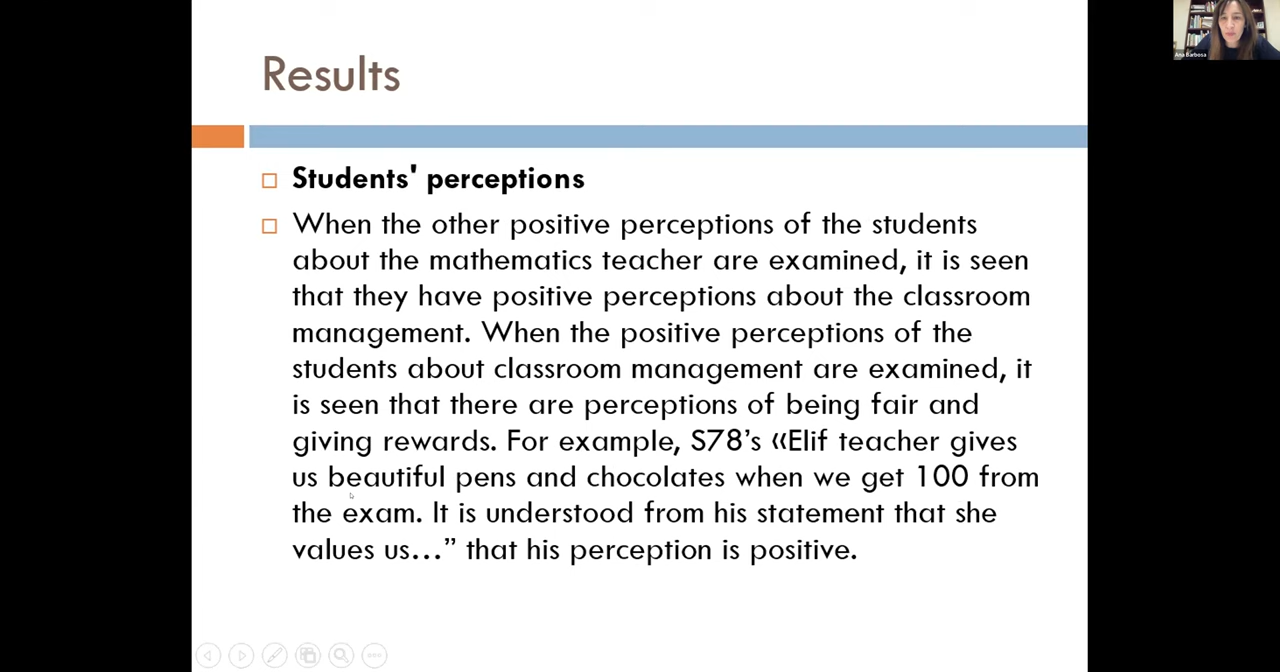 Results
Ana Barbosa
Students' perceptions
When the other positive perceptions of the students
about the mathematics teacher are examined, it is seen
that they have positive perceptions about the classroom
management. When the positive perceptions of the
students about classroom management are examined, it
is seen that there are perceptions of being fair and
giving rewards. For example, S78’s «Elif teacher gives
us beautiful pens and chocolates when we get 100 from
the exam. It is understood from his statement that she
values us...” that his perception is positive.